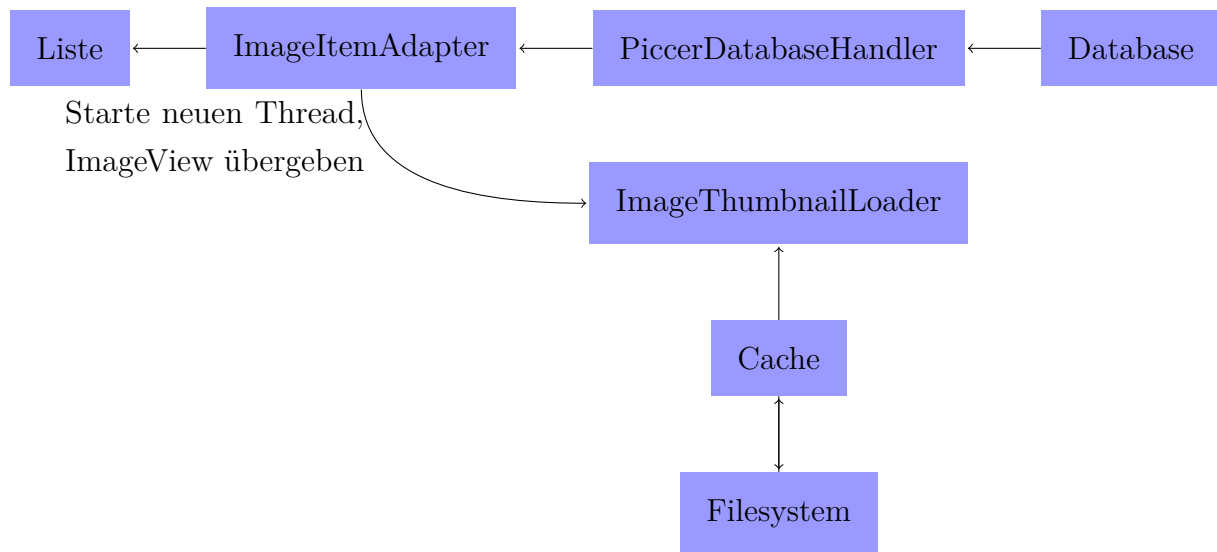 Liste
ImageItemAdapter
PiccerDatabaseHandler
Database
Starte neuen Thread,
ImageView übergeben
ImageThumbnailLoader
Cache
Filesystem